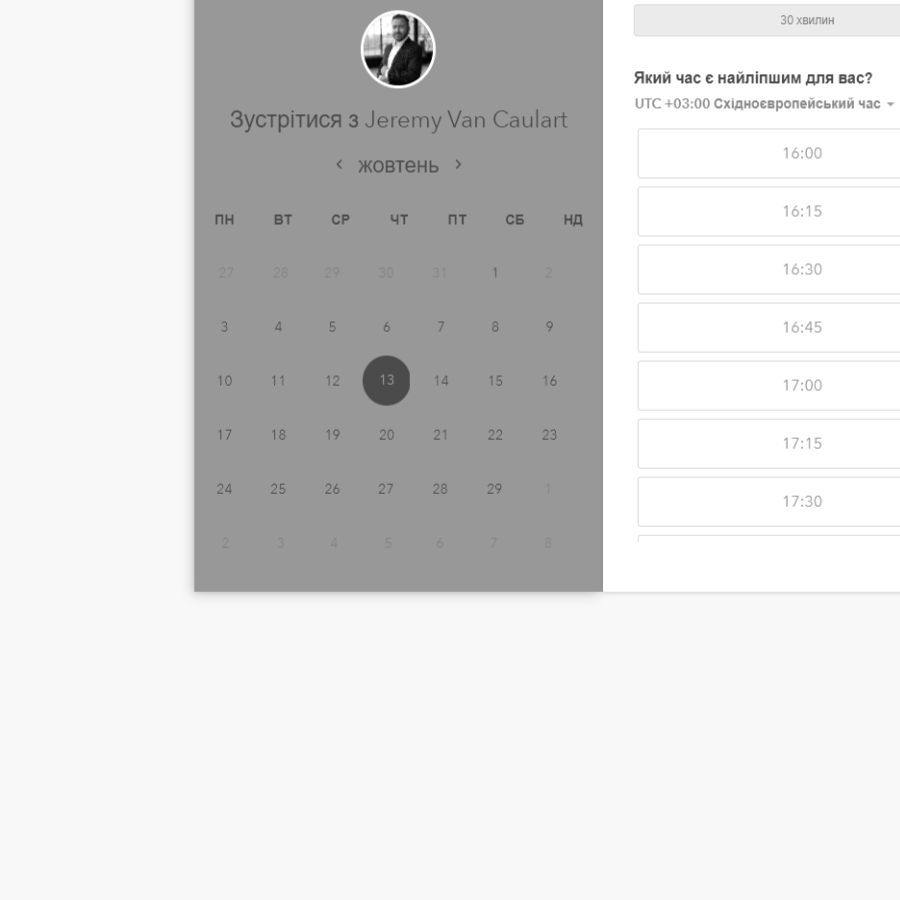 Зустрітися з Jeremy Van Caulart
жовтень
ПН ВТ СР ЧТ ПТ СБ НД
27 28 29 30 31 1 2
3 4 5 6 7 8 9
10 11 12 13 14 15 16
17 18 19 20 21 22 23
24 25 26 27 28 29 1
2 3 4 5 6 7 8
30 хвилин
Який час є найліпшим для вас?
UTC +03:00 Східноєвропейський час
16:00
16:15
16:30
16:45
17:00
17:15
17:30